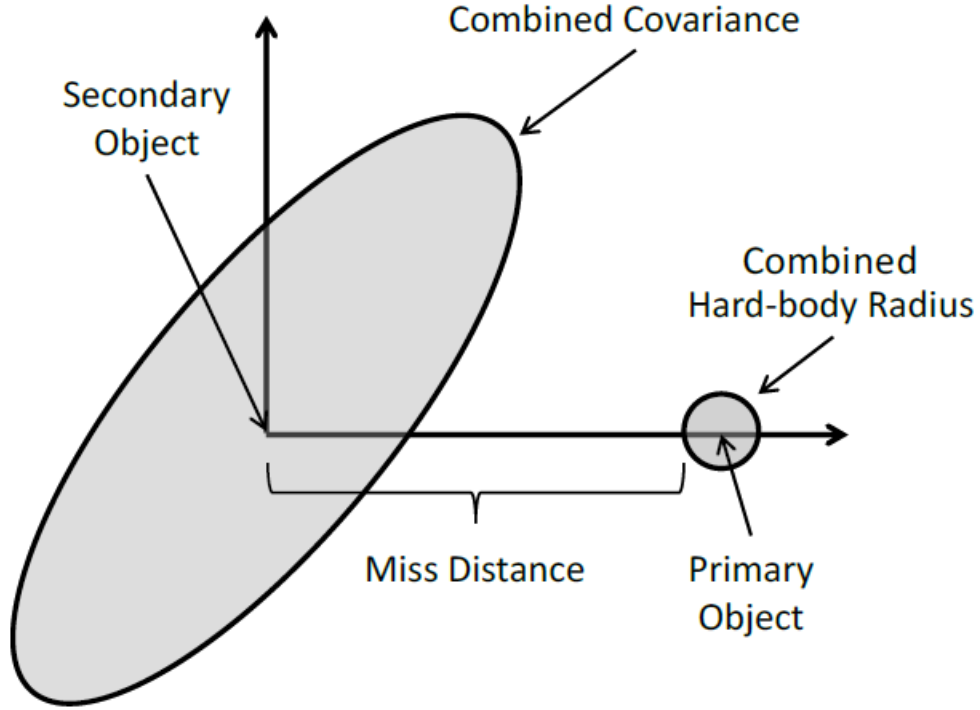 Combined Covariance
Secondary
Object
Combined
Hard-body Radius
Miss Distance
Primary
Object